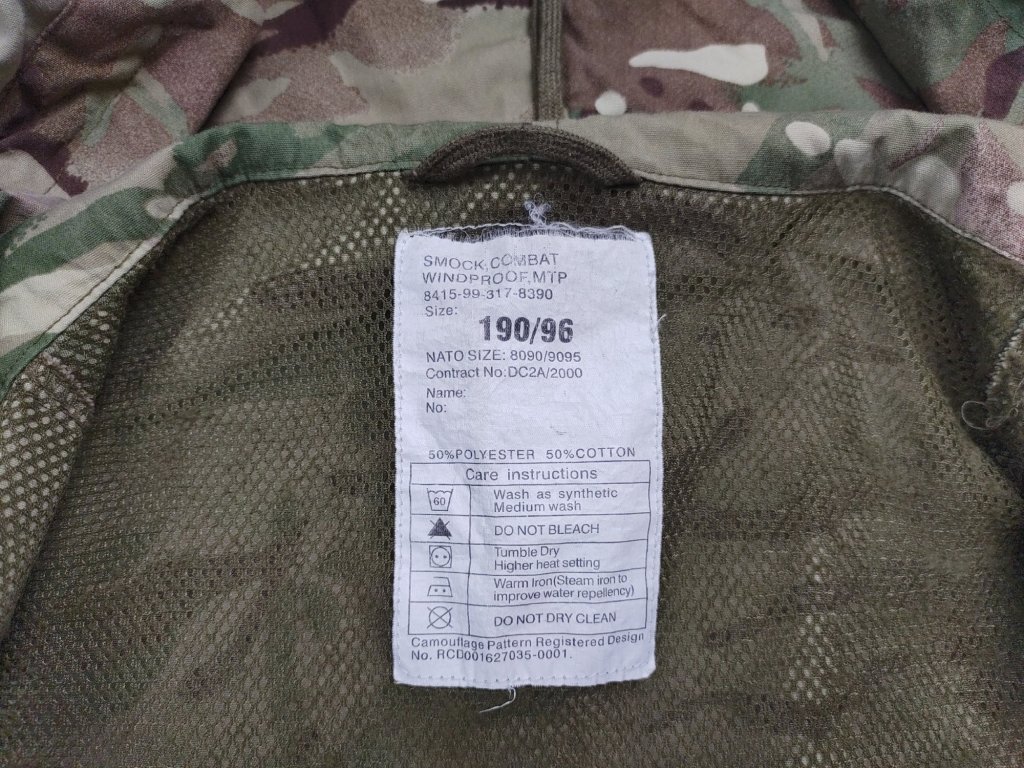 SMOCK,COMBAT
WINDPROOF,MTP
8415-99-317-8390
Size:
190/96
NATO SIZE: 8090/9095
Contract No:DC2A/2000
Name:
No:
50%POLYESTER 50%COTTON
Care instructions
60
Wash as synthetic
Medium wash
DO NOT BLEACH
Tumble Dry
Higher heat setting
Warm Iron(Steam iron to
improve water repellency)
DO NOT DRY CLEAN
Camouflage Pattern Registered Design
No. RCD001627035-0001.